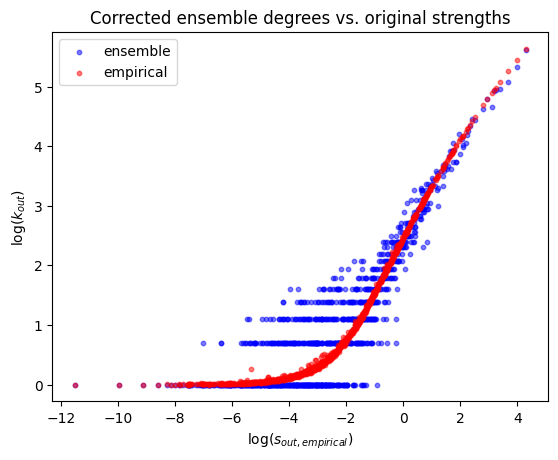 Corrected ensemble degrees vs. original strengths
ensemble
empirical
log(k_out)
5
4
3
2
1
0
−12 −10 −8 −6 −4 −2 0 2 4
log(s_out, empirical)